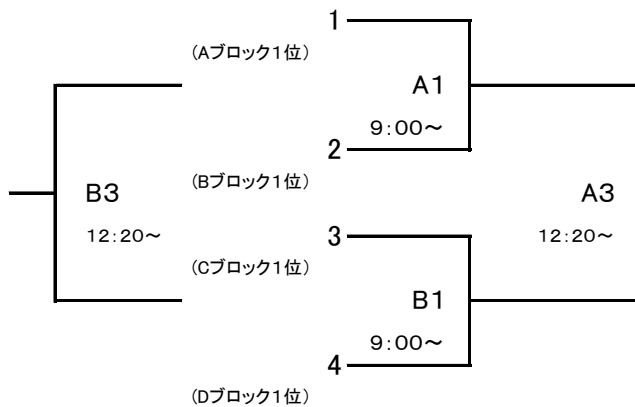 1
(Aブロック1位)
A1
9:00～
2
(Bブロック1位)
B3
A3
12:20～
12:20～
3
(Cブロック1位)
B1
9:00～
4
(Dブロック1位)